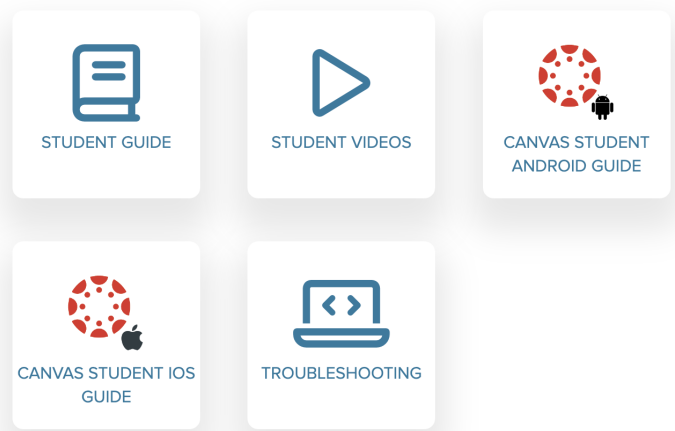 STUDENT GUIDE
STUDENT VIDEOS
CANVAS STUDENT
ANDROID GUIDE
CANVAS STUDENT IOS
GUIDE
TROUBLESHOOTING